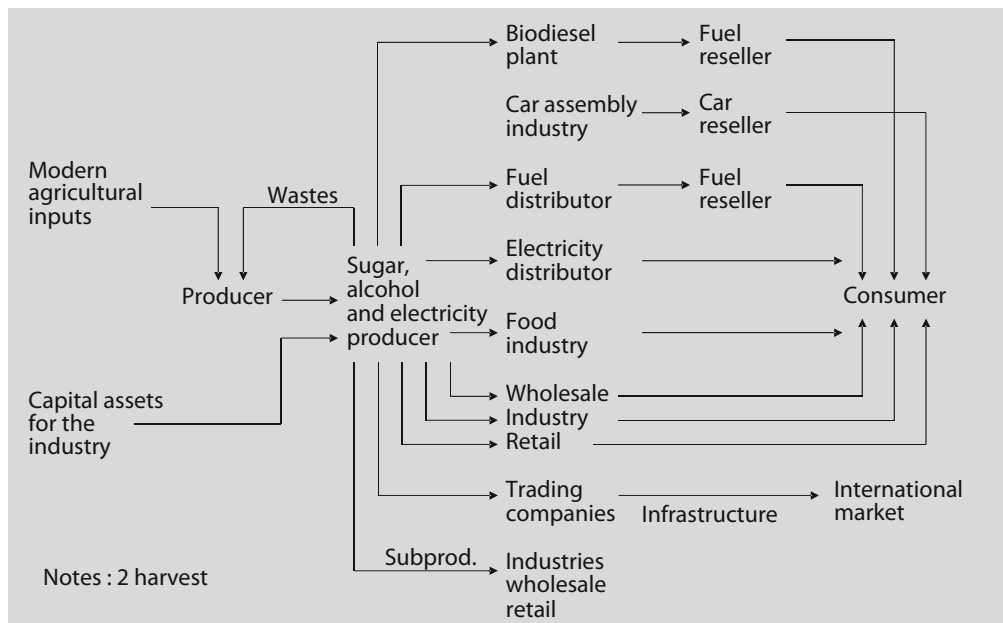 Biodiesel
plant
Fuel
reseller
Car assembly
industry
Car
reseller
Modern
agricultural
inputs
Wastes
Fuel
distributor
Fuel
reseller
Electricity
distributor
Producer
Sugar,
alcohol
and electricity
producer
Consumer
Food
industry
Capital assets
for the
industry
Wholesale
Industry
Retail
Trading
companies
Infrastructure
International
market
Subprod.
Industries
wholesale
retail
Notes : 2 harvest